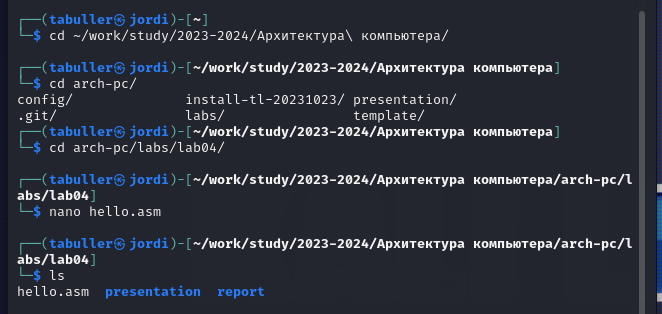 ┌──(tabuller㉿jordi)-[~]
└─$ cd ~/work/study/2023-2024/Архитектура\ компьютера/
┌──(tabuller㉿jordi)-[~/work/study/2023-2024/Архитектура компьютера]
└─$ cd arch-pc/
config/ install-tl-20231023/ presentation/
.git/ labs/ template/
┌──(tabuller㉿jordi)-[~/work/study/2023-2024/Архитектура компьютера]
└─$ cd arch-pc/labs/lab04/
┌──(tabuller㉿jordi)-[~/work/study/2023-2024/Архитектура компьютера/arch-pc/l
abs/lab04]
└─$ nano hello.asm
┌──(tabuller㉿jordi)-[~/work/study/2023-2024/Архитектура компьютера/arch-pc/l
abs/lab04]
└─$ ls
hello.asm presentation report